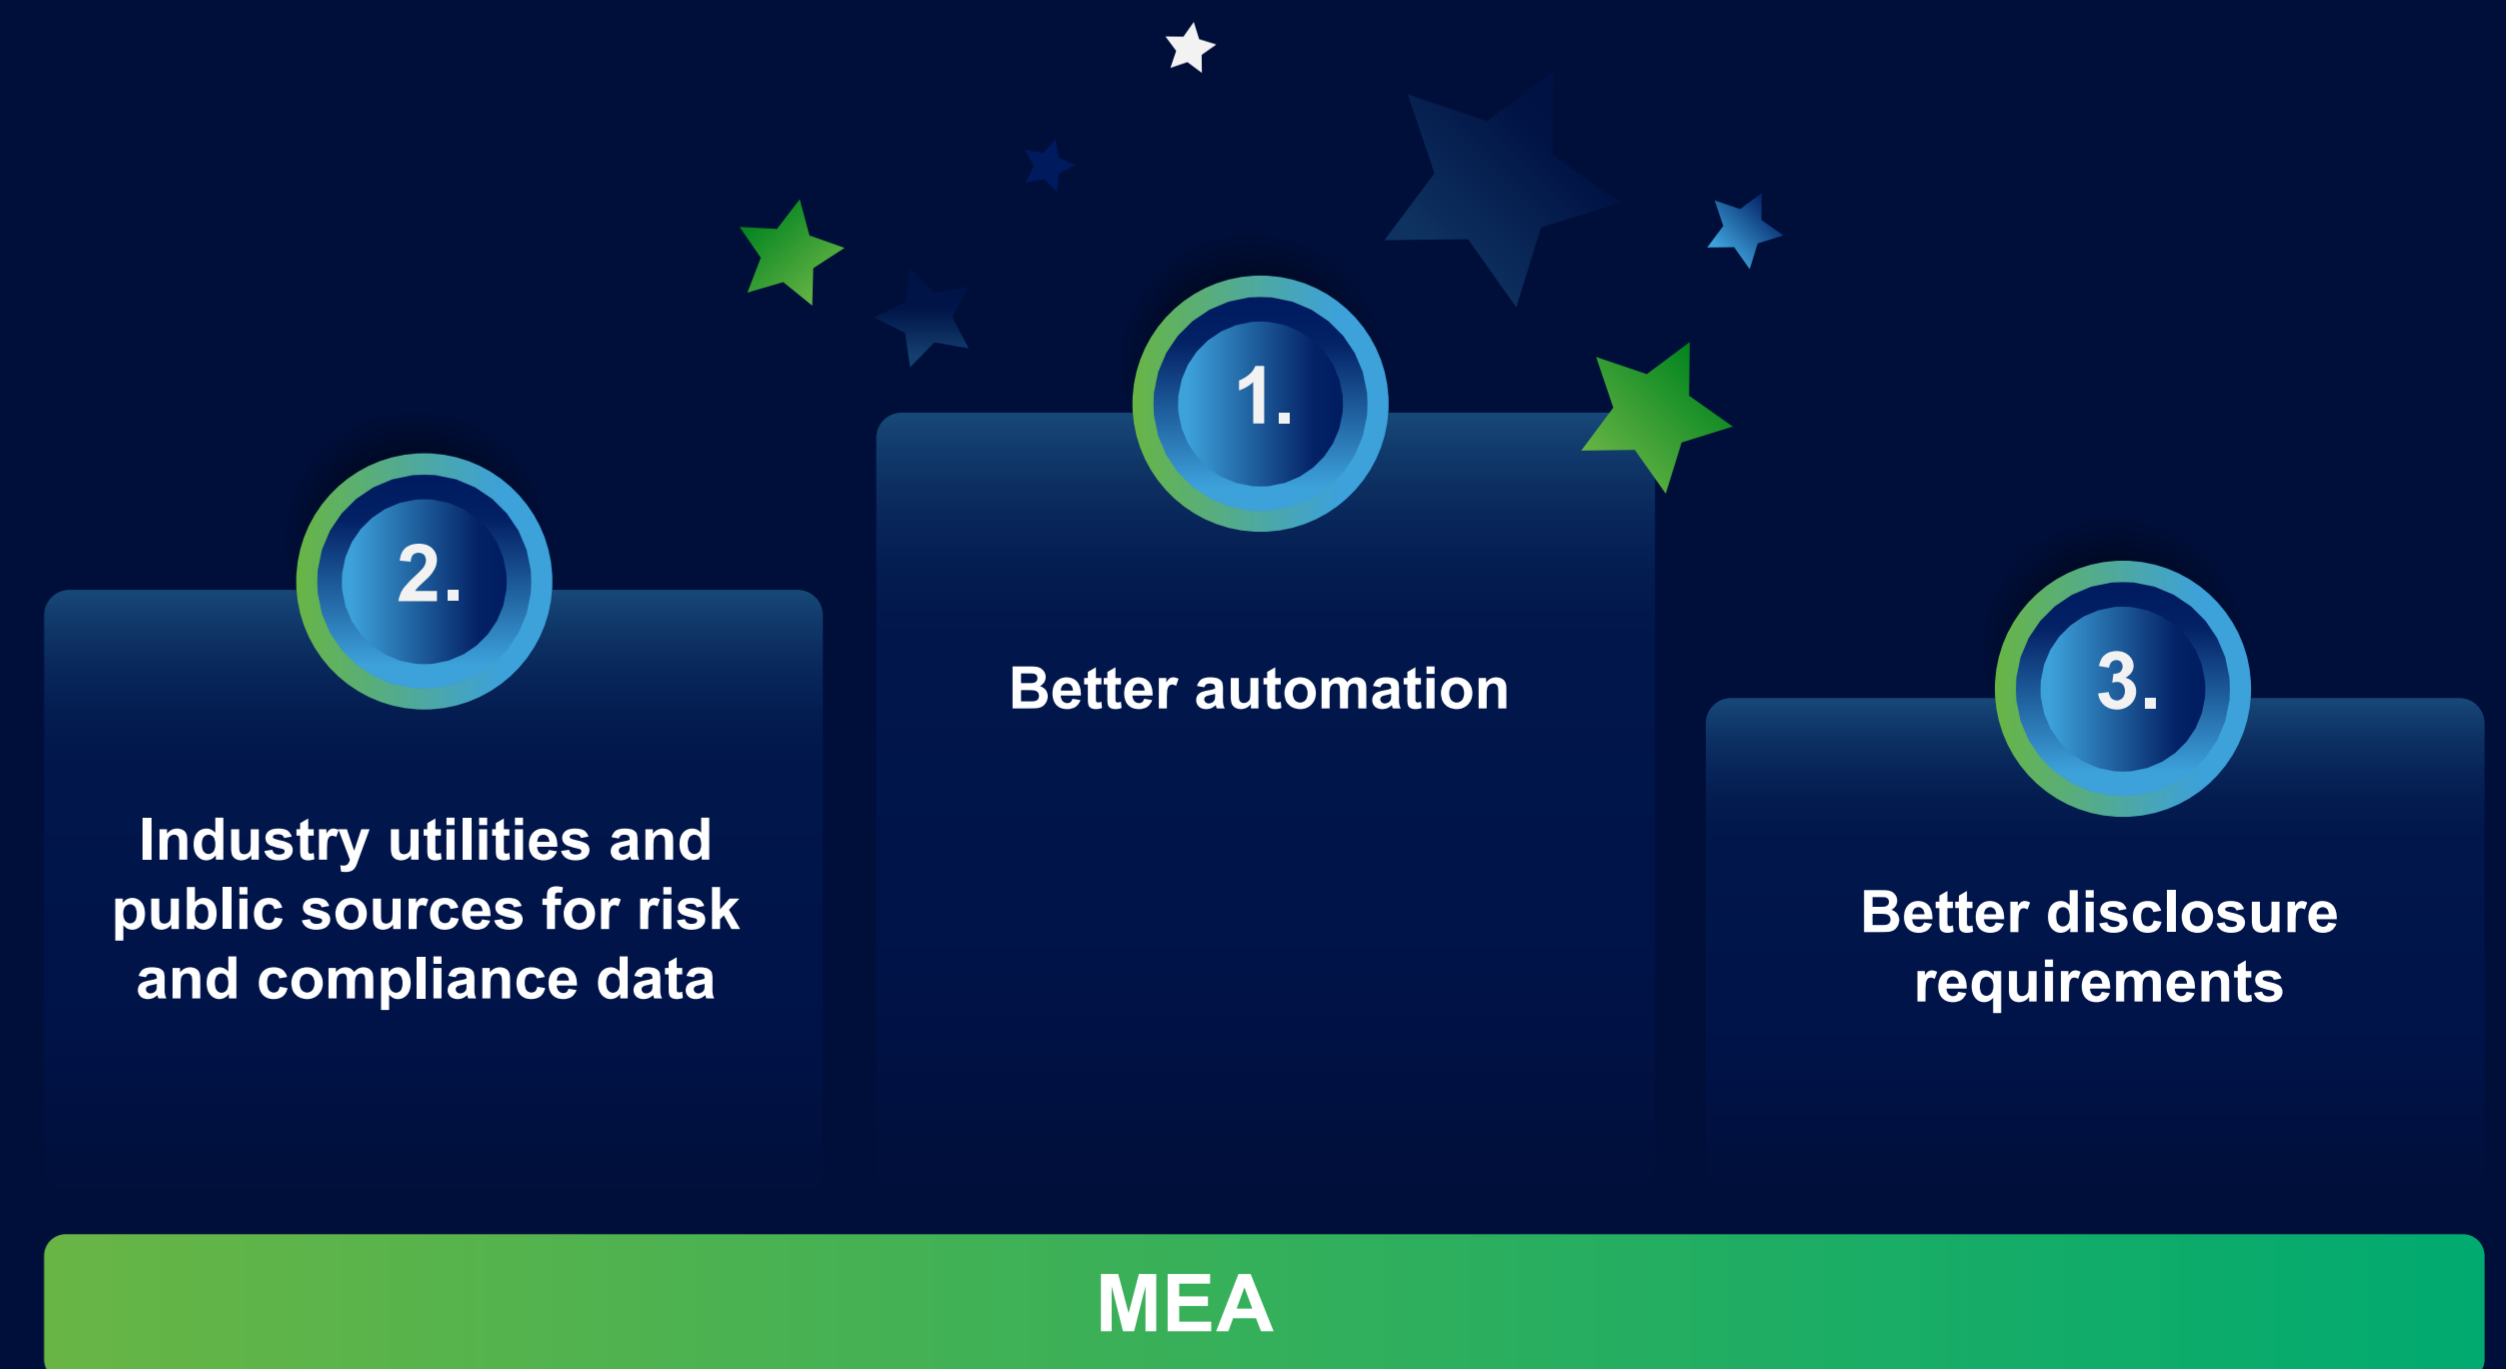 1.
Better automation
2.
Industry utilities and
public sources for risk
and compliance data
3.
Better disclosure
requirements
MEA